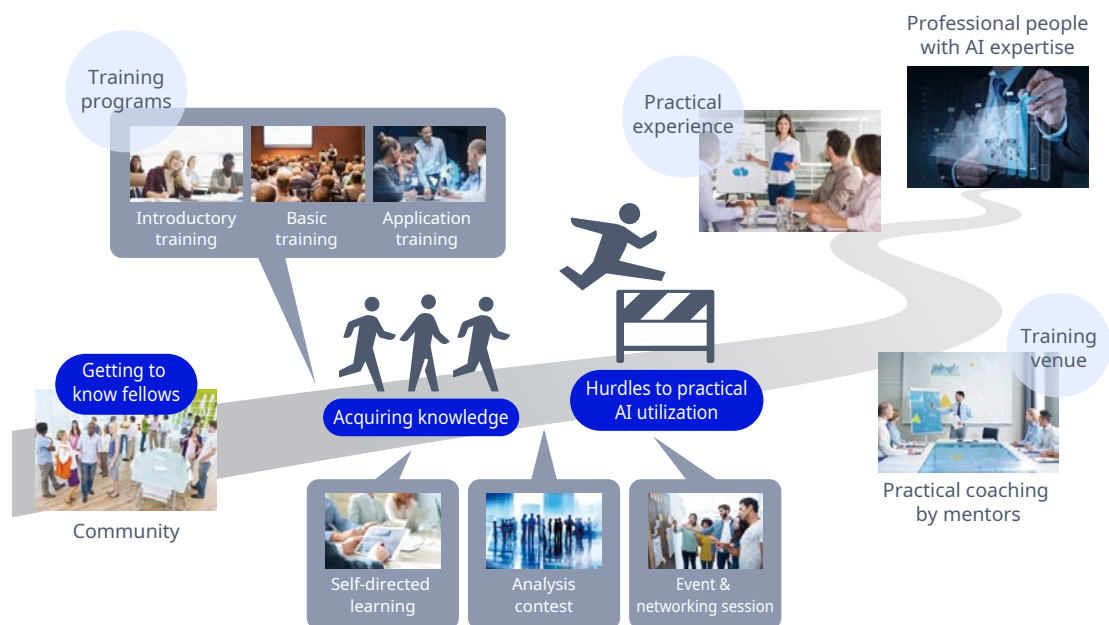 Professional people
with AI expertise
Training
programs
Practical
experience
Introductory
training
Basic
training
Application
training
Training
venue
Getting to
know fellows
Hurdles to practical
AI utilization
Acquiring knowledge
Practical coaching
by mentors
Community
Self-directed
learning
Analysis
contest
Event &
networking session